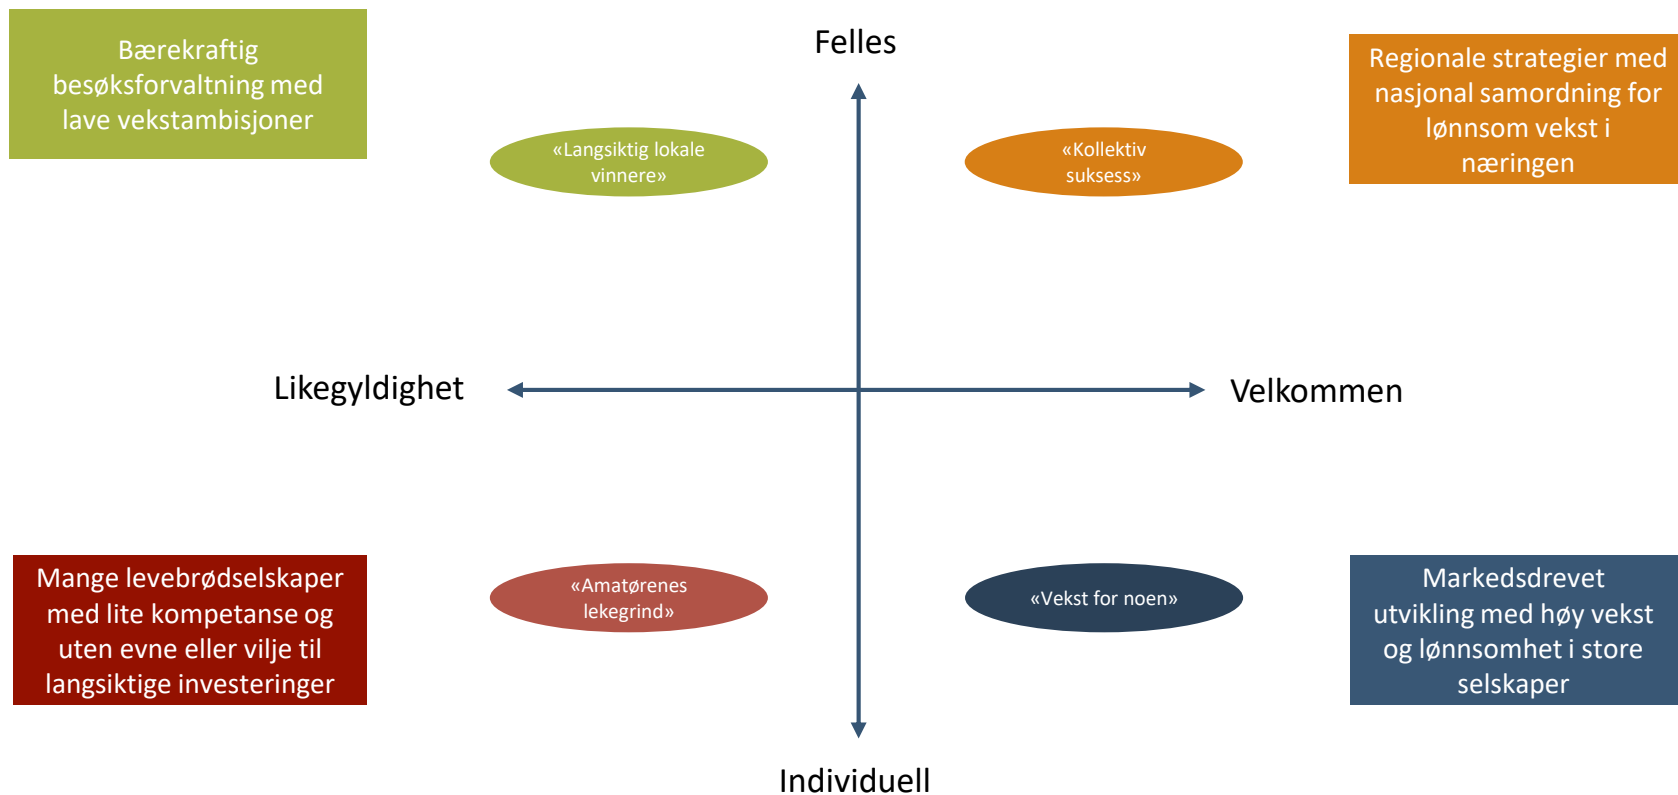 Bærekraftig
besøksforvaltning med
lave vekstambisjoner
Felles
Regionale strategier med
nasjonal samordning for
lønnsom vekst i
næringen
«Langsiktig lokale
vinnere»
«Kollektiv
suksess»
Likegyldighet
Velkommen
Mange levebrødselskaper
med lite kompetanse og
uten evne eller vilje til
langsiktige investeringer
«Amatørenes
lekegrind»
«Vekst for noen»
Markedsdrevet
utvikling med høy vekst
og lønnsomhet i store
selskaper
Individuell